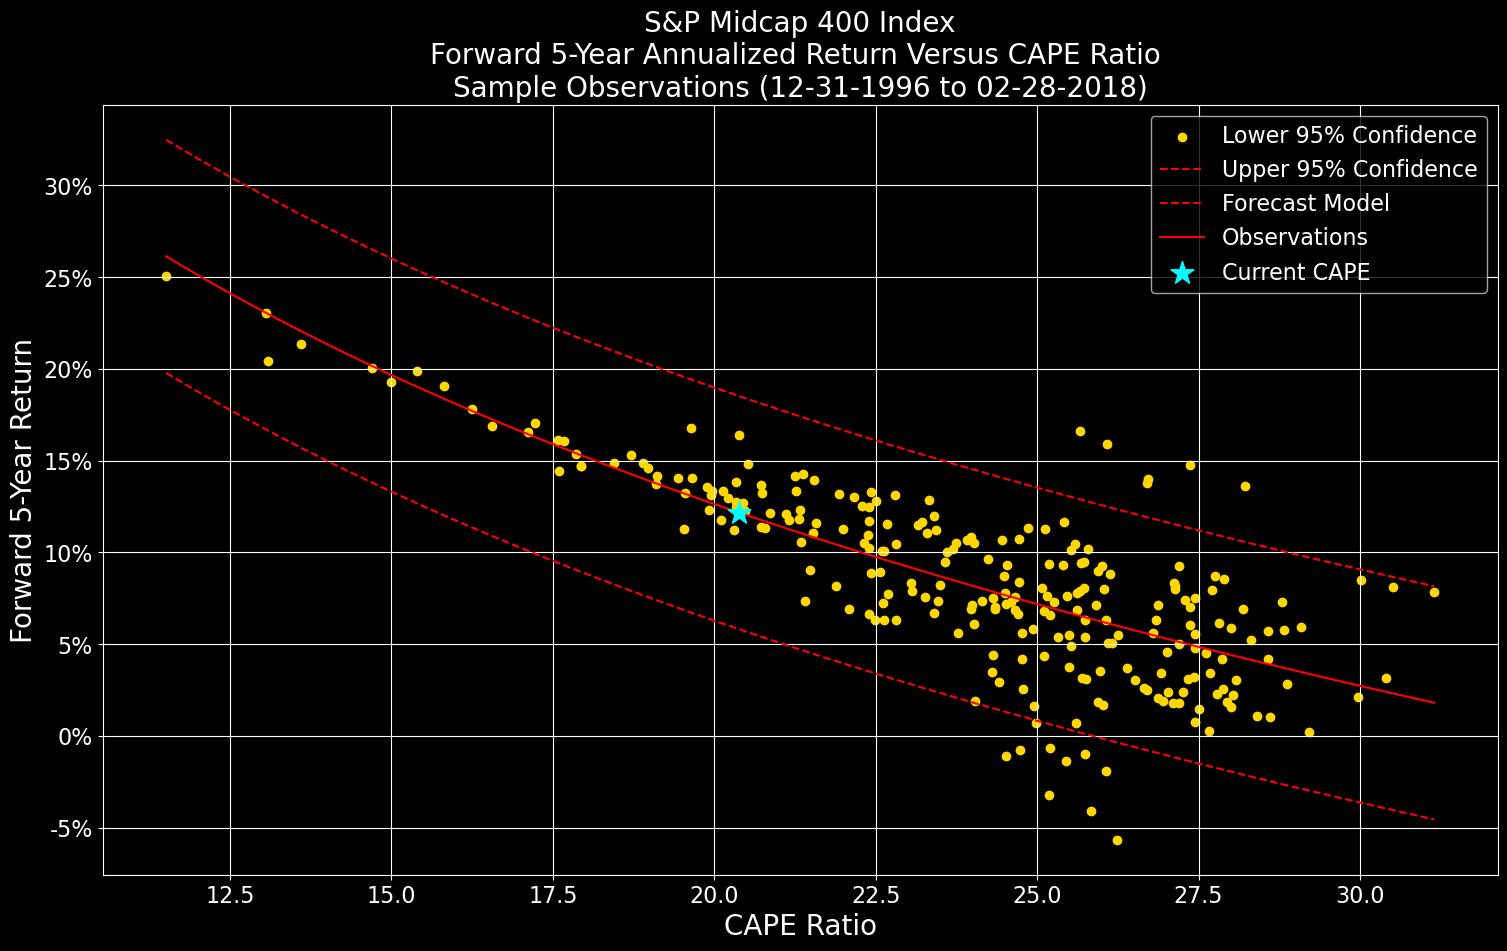 S&P Midcap 400 Index
Forward 5-Year Annualized Return Versus CAPE Ratio
Sample Observations (12-31-1996 to 02-28-2018)
Lower 95% Confidence
Upper 95% Confidence
Forecast Model
Observations
Current CAPE
Forward 5-Year Return
30%
25%
20%
15%
10%
5%
0%
-5%
12.5 15.0 17.5 20.0 22.5 25.0 27.5 30.0
CAPE Ratio